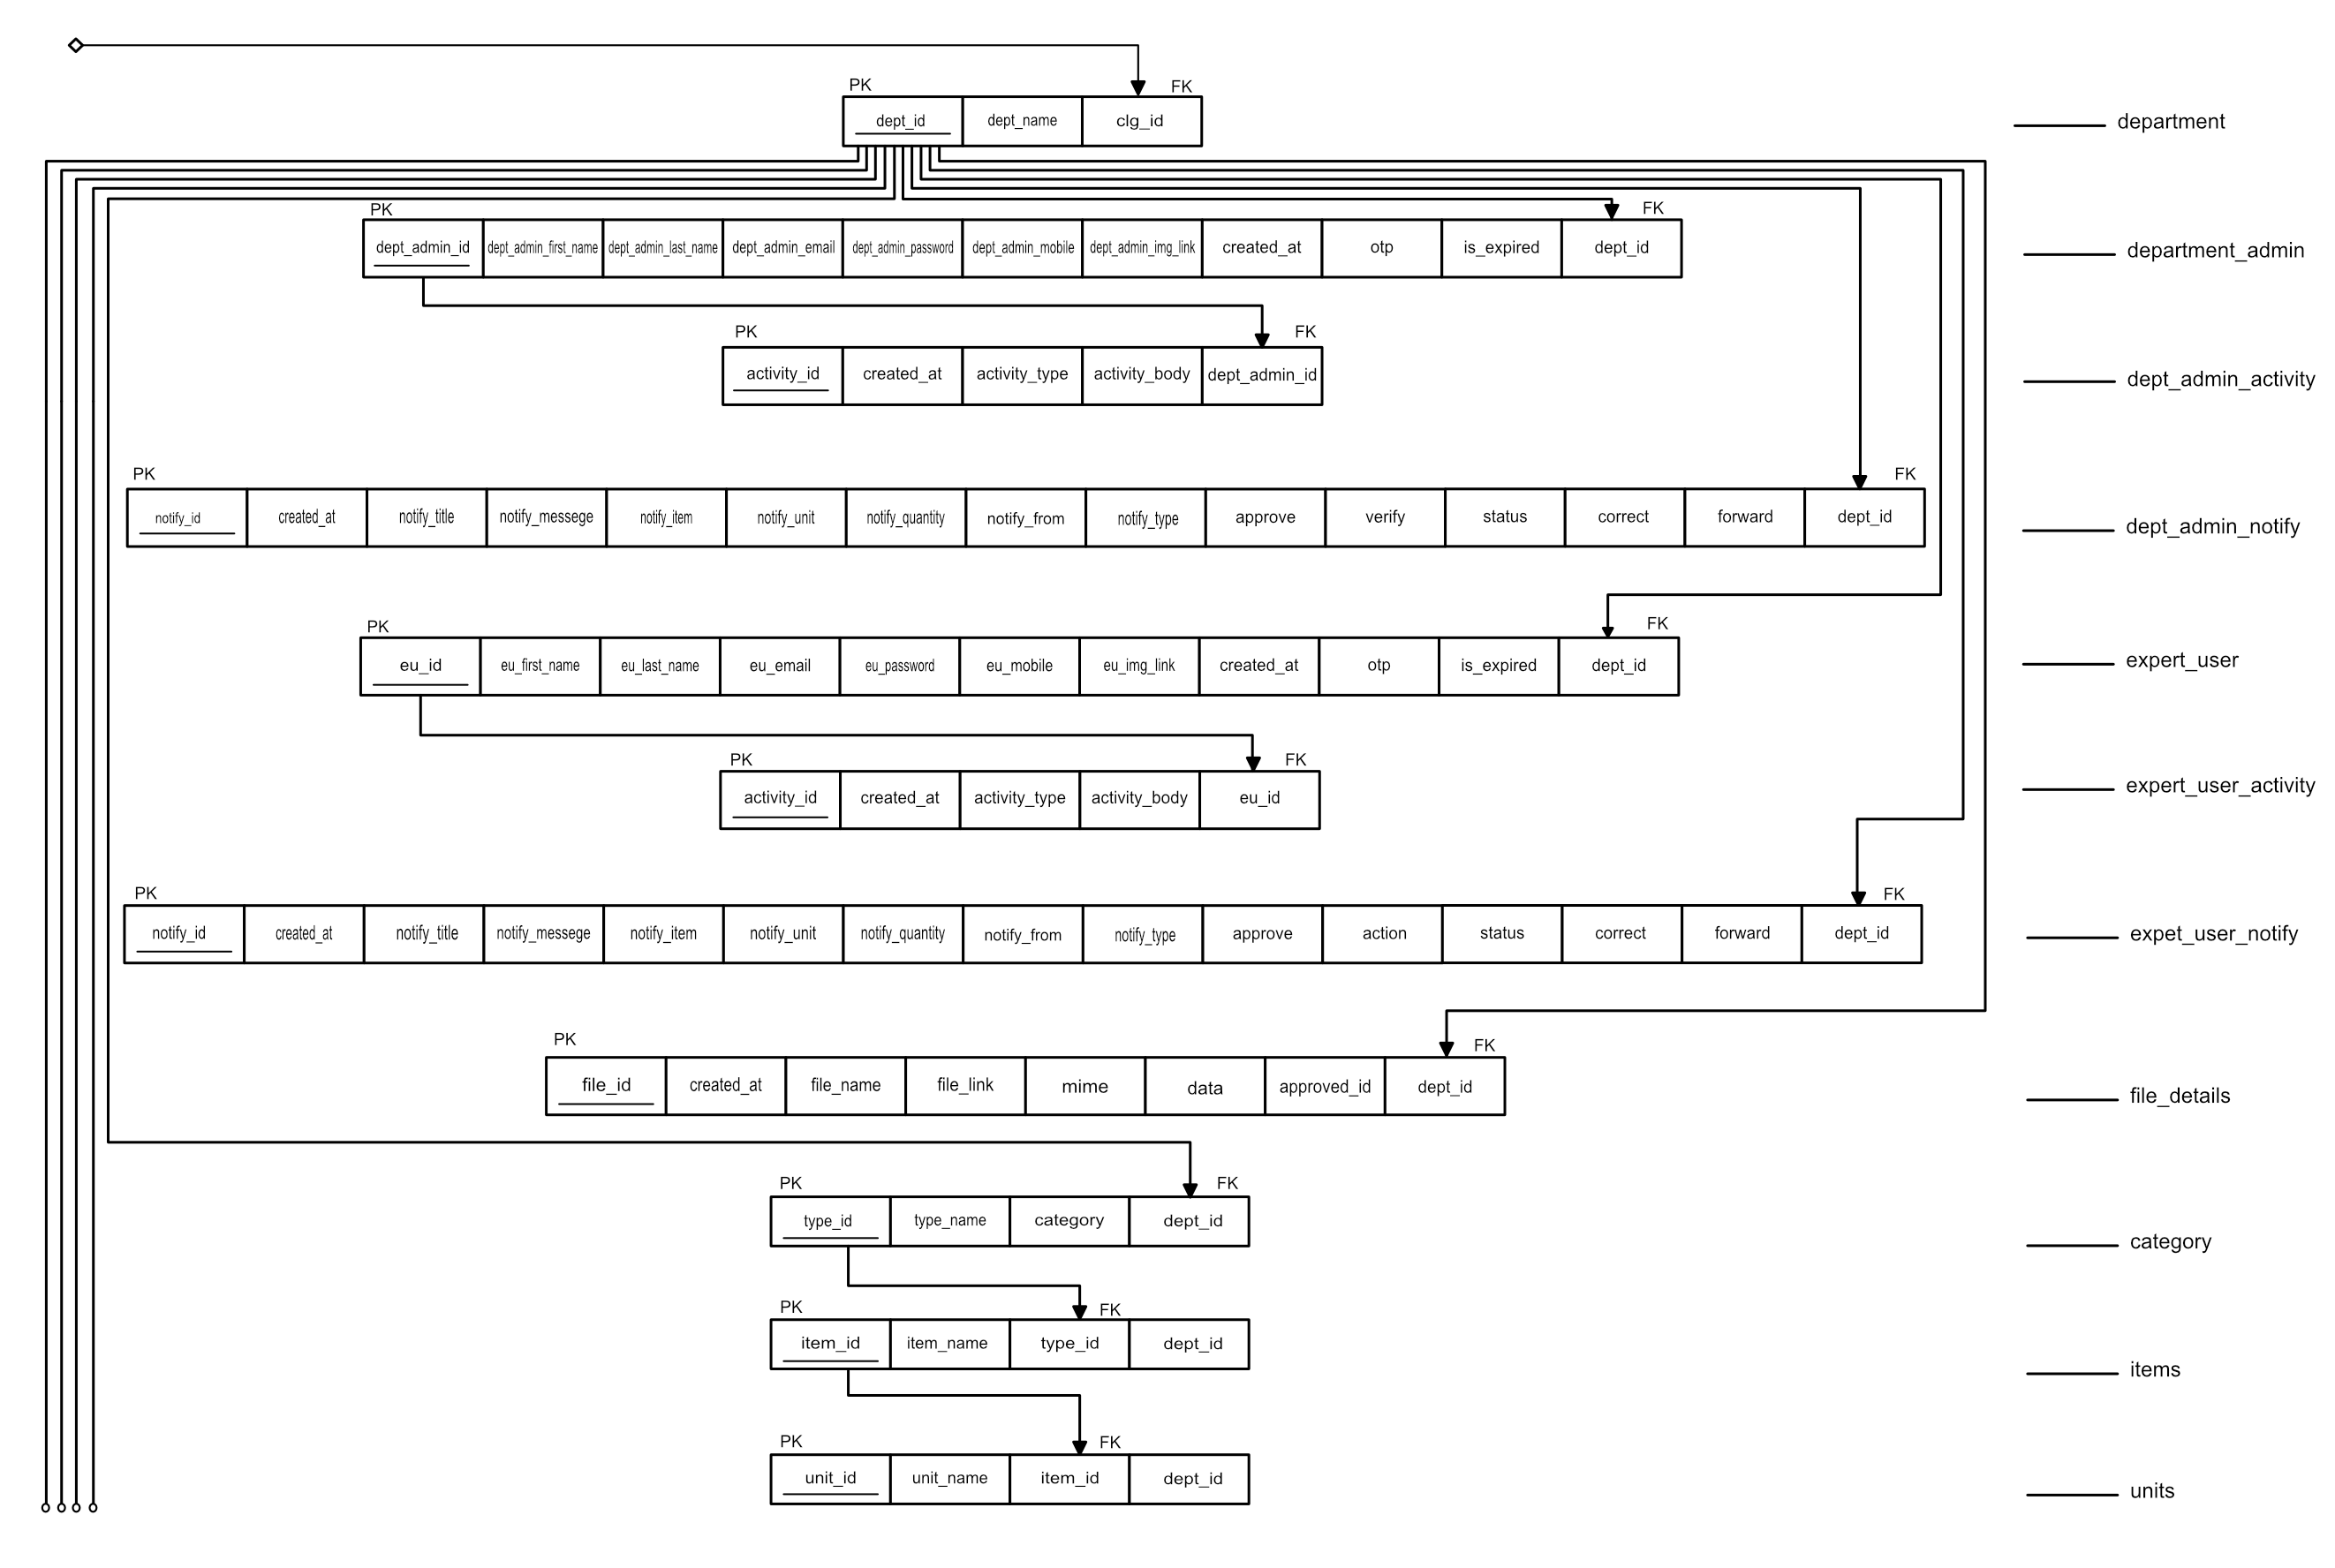 PK FK
dept_id dept_name clg_id department
PK FK
dept_admin_id dept_admin_first_name dept_admin_last_name dept_admin_email dept_admin_password dept_admin_mobile dept_admin_img_link created_at otp is_expired dept_id department_admin
PK FK
activity_id created_at activity_type activity_body dept_admin_id dept_admin_activity
PK FK
notify_id created_at notify_title notify_messege notify_item notify_unit notify_quantity notify_from notify_type approve verify status correct forward dept_id dept_admin_notify
PK FK
eu_id eu_first_name eu_last_name eu_email eu_password eu_mobile eu_img_link created_at otp is_expired dept_id expert_user
PK FK
activity_id created_at activity_type activity_body eu_id expert_user_activity
PK FK
notify_id created_at notify_title notify_messege notify_item notify_unit notify_quantity notify_from notify_type approve action status correct forward dept_id expet_user_notify
PK FK
file_id created_at file_name file_link mime data approved_id dept_id file_details
PK FK
type_id type_name category dept_id category
PK FK
item_id item_name type_id dept_id items
PK FK
unit_id unit_name item_id dept_id units